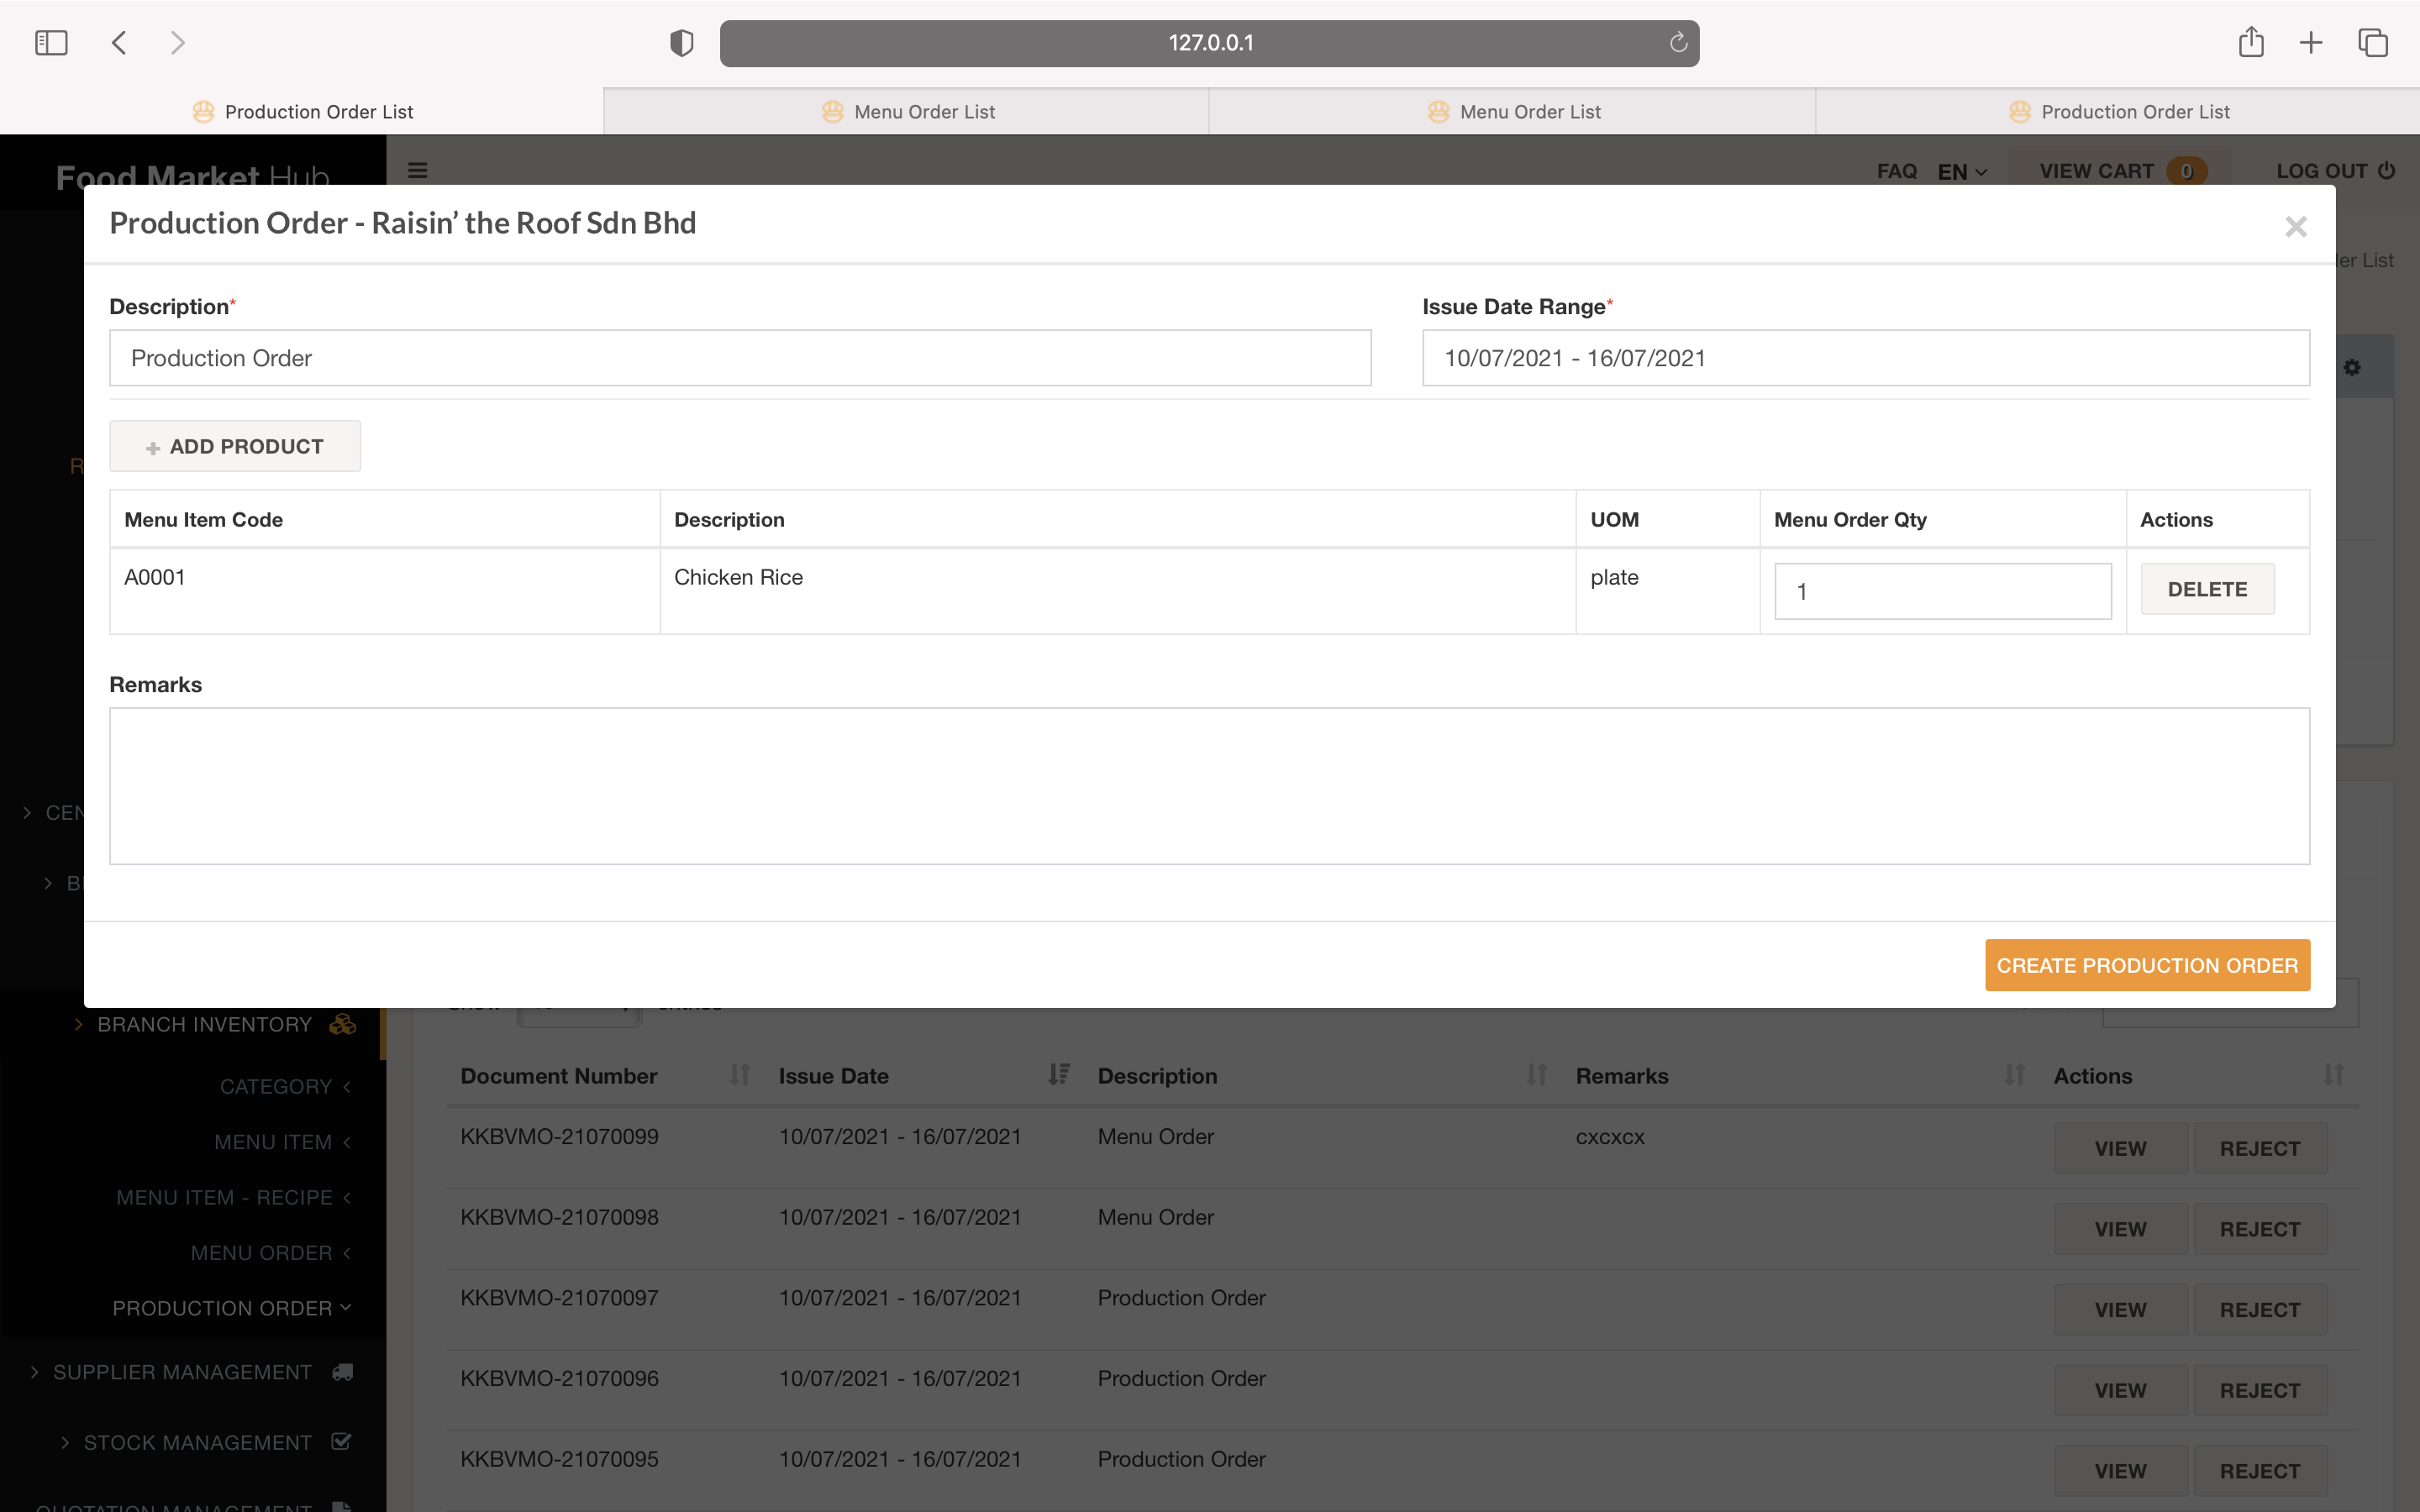 127.0.0.1
Production Order List
Menu Order List
Menu Order List
Production Order List
Food Market Hub
FAQ EN VIEW CART 0 LOG OUT
Production Order - Raisin’ the Roof Sdn Bhd
er List
Description*
Issue Date Range*
Production Order
10/07/2021 - 16/07/2021
+ ADD PRODUCT
R
Menu Item Code Description UOM Menu Order Qty Actions
A0001 Chicken Rice plate 1 DELETE
Remarks
CEN
B
CREATE PRODUCTION ORDER
BRANCH INVENTORY
CATEGORY
MENU ITEM
MENU ITEM - RECIPE
MENU ORDER
PRODUCTION ORDER
SUPPLIER MANAGEMENT
STOCK MANAGEMENT
QUOTATION MANAGEMENT
Document Number Issue Date Description Remarks Actions
KKBVMO-21070099 10/07/2021 - 16/07/2021 Menu Order cxcxcx VIEW REJECT
KKBVMO-21070098 10/07/2021 - 16/07/2021 Menu Order VIEW REJECT
KKBVMO-21070097 10/07/2021 - 16/07/2021 Production Order VIEW REJECT
KKBVMO-21070096 10/07/2021 - 16/07/2021 Production Order VIEW REJECT
KKBVMO-21070095 10/07/2021 - 16/07/2021 Production Order VIEW REJECT